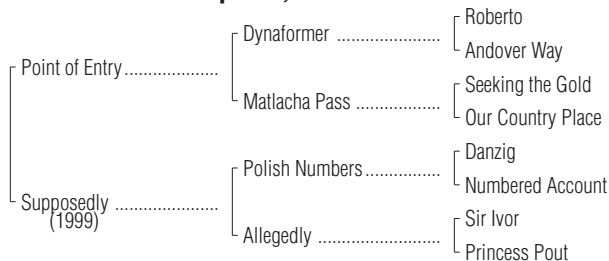 Roberto
Dynaformer ..................
Andover Way
Point of Entry ...................
Seeking the Gold
Matlacha Pass ...............
Our Country Place
Danzig
Polish Numbers .............
Numbered Account
Supposedly ....................
(1999)
Sir Ivor
Allegedly .....................
Princess Pout